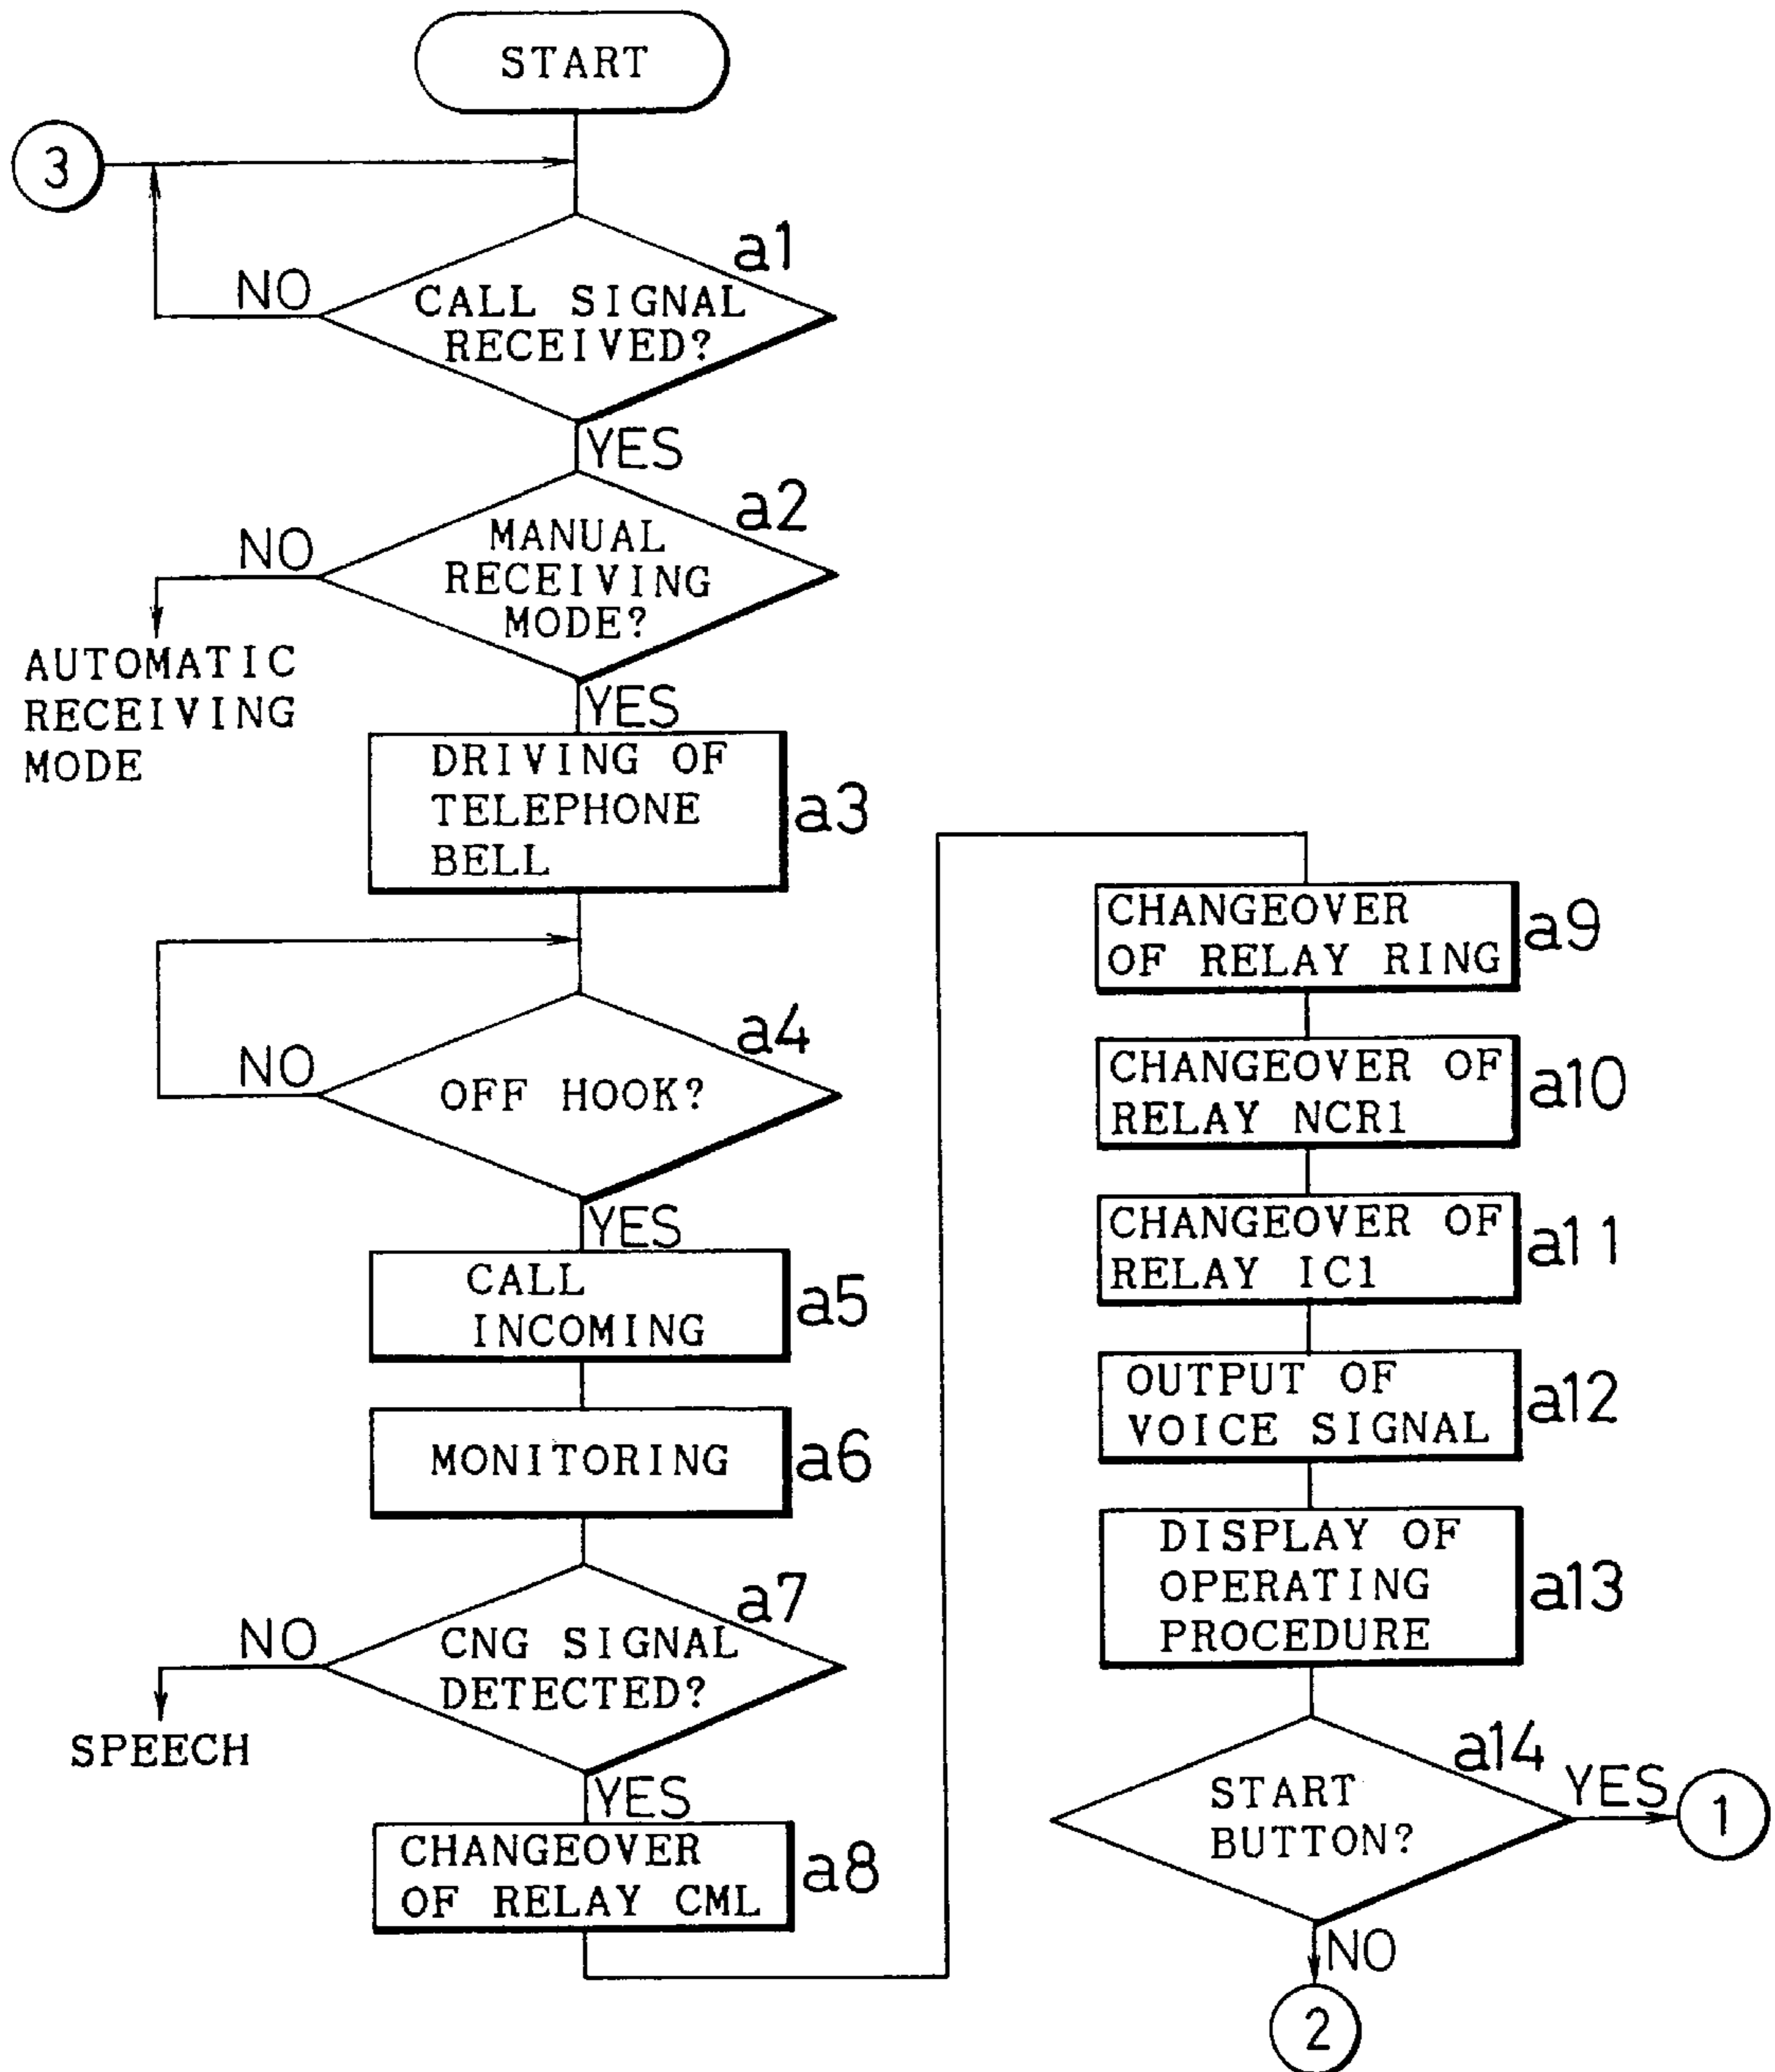 START
3
a1
NO
CALL SIGNAL
RECEIVED?
YES
a2
NO
MANUAL
RECEIVING
MODE?
AUTOMATIC
RECEIVING
MODE
YES
DRIVING OF
TELEPHONE
BELL
a3
a4
NO
OFF HOOK?
YES
CALL
INCOMING
a5
MONITORING
a6
a7
NO
CNG SIGNAL
DETECTED?
SPEECH
YES
CHANGEOVER
OF RELAY CML
a8
CHANGEOVER
OF RELAY RING
a9
CHANGEOVER OF
RELAY NCR1
a10
CHANGEOVER OF
RELAY IC1
a11
OUTPUT OF
VOICE SIGNAL
a12
DISPLAY OF
OPERATING
PROCEDURE
a13
a14
START
BUTTON?
YES
1
NO
2